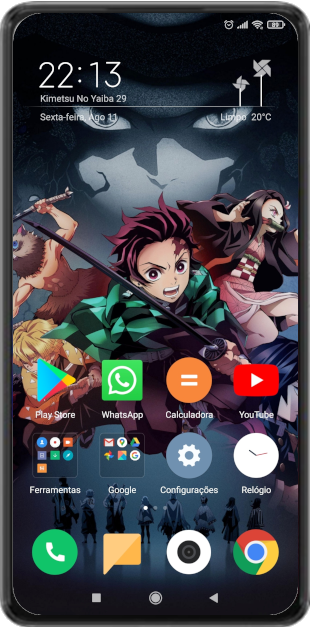 89
22:13
Kimetsu No Yaiba 29
Sexta-feira, Ago 11 Limbo 20°C
Play Store WhatsApp Calculadora YouTube
Ferramentas Google Configurações Relógio